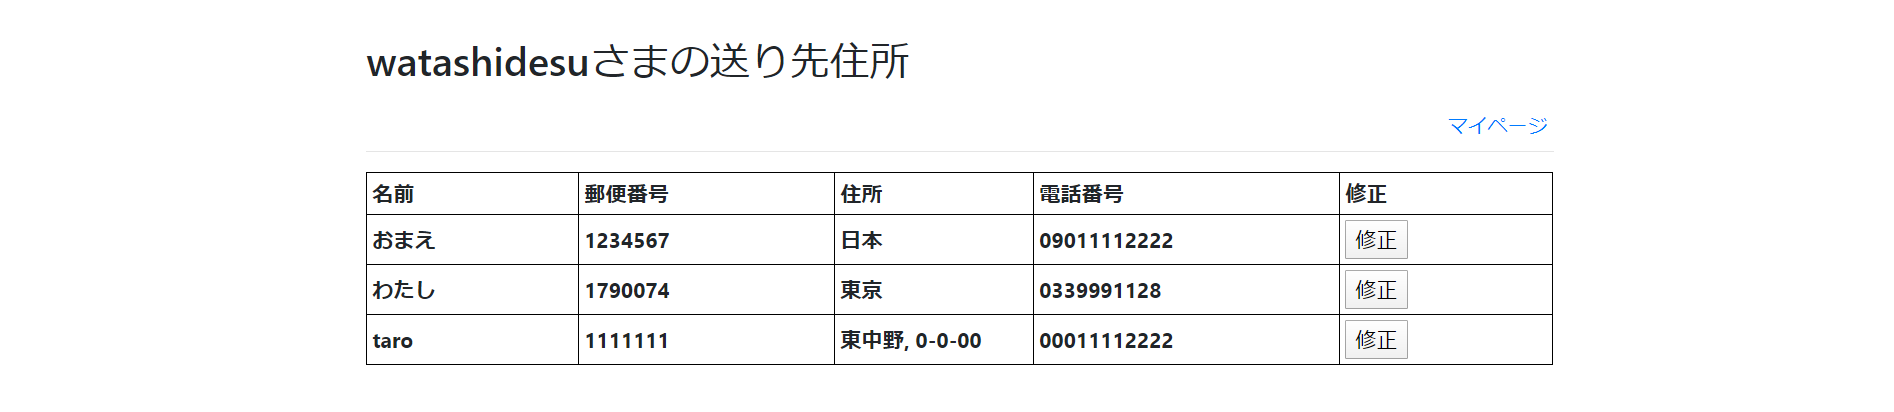 watashidesuさまの送り先住所
マイページ
名前 郵便番号 住所 電話番号 修正
おまえ 1234567 日本 09011112222 修正
わたし 1790074 東京 0339991128 修正
taro 1111111 東中野, 0-0-00 00011112222 修正